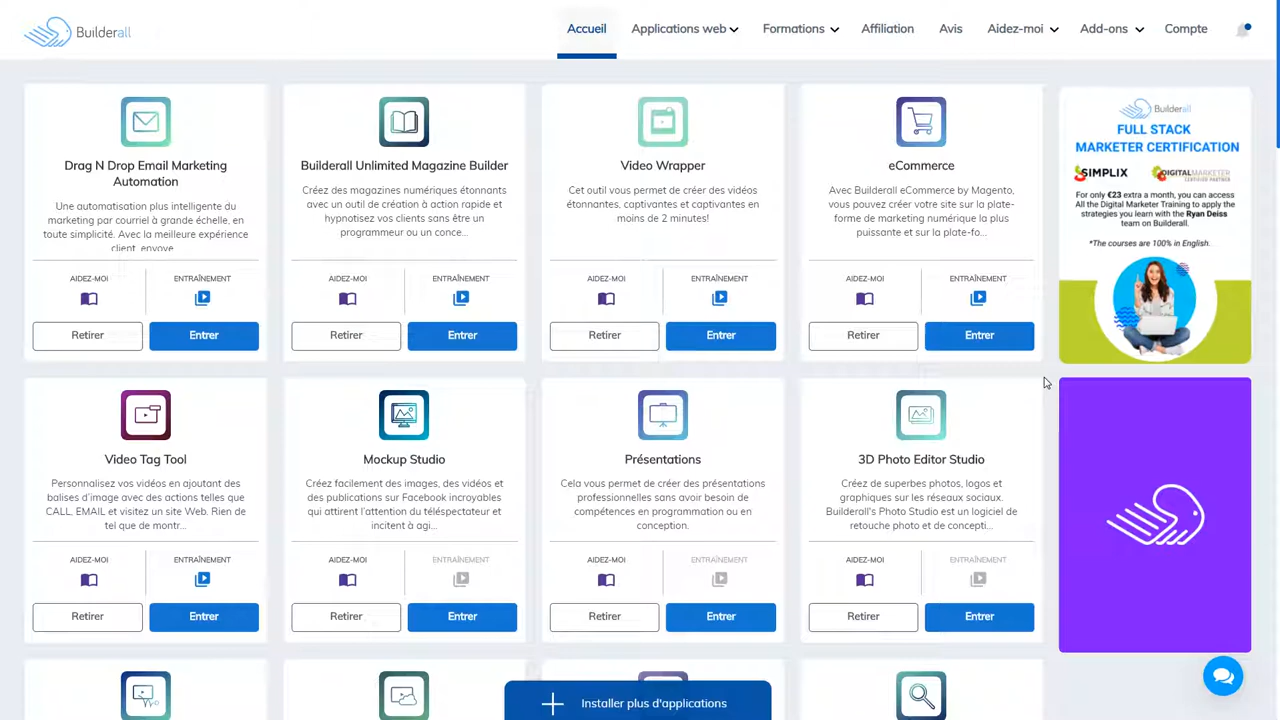 Builderall
Accueil
Applications web
Formations
Affiliation
Avis
Aidez-moi
Add-ons
Compte
Drag N Drop Email Marketing
Automation
Une automatisation plus intelligente du
marketing par courriel à grande échelle, en
toute simplicité. Avec la meilleure expérience
client, envoye
AIDEZ-MOI
ENTRAÎNEMENT
Retirer
Entrer
Builderall Unlimited Magazine Builder
Créez des magazines numériques étonnants
avec un outil de création à action rapide et
hypnotisez vos clients sans être un
programmeur ou un conce...
AIDEZ-MOI
ENTRAÎNEMENT
Retirer
Entrer
Video Wrapper
Cet outil vous permet de créer des vidéos
étonnantes, captivantes et captivantes en
moins de 2 minutes!
AIDEZ-MOI
ENTRAÎNEMENT
Retirer
Entrer
eCommerce
Avec Builderall eCommerce by Magento,
vous pouvez créer votre site sur la plate-
forme de marketing numérique la plus
puissante et sur la plate-fo...
AIDEZ-MOI
ENTRAÎNEMENT
Retirer
Entrer
Builderall
FULL STACK
MARKETER CERTIFICATION
SIMPLIX
DIGITALMARKETER
CERTIFIED PARTNER
For only €23 extra a month, you can access
All the Digital Marketer Training to apply the
strategies you learn with the Ryan Deiss
team on Builderall.
*The courses are 100% in English.
Video Tag Tool
Personnalisez vos vidéos en ajoutant des
balises d'image avec des actions telles que
CALL, EMAIL et visitez un site Web. Rien de
tel que de montr...
AIDEZ-MOI
ENTRAÎNEMENT
Retirer
Entrer
Mockup Studio
Créez facilement des images, des vidéos et
des publications sur Facebook incroyables
qui attirent l'attention du téléspectateur et
incitent à agi...
AIDEZ-MOI
ENTRAÎNEMENT
Retirer
Entrer
Présentations
Cela vous permet de créer des présentations
professionnelles sans avoir besoin de
compétences en programmation ou en
conception.
AIDEZ-MOI
ENTRAÎNEMENT
Retirer
Entrer
3D Photo Editor Studio
Créez de superbes photos, logos et
graphiques sur les réseaux sociaux.
Builderall's Photo Studio est un logiciel de
retouche photo et de concepti...
AIDEZ-MOI
ENTRAÎNEMENT
Retirer
Entrer
Installer plus d'applications